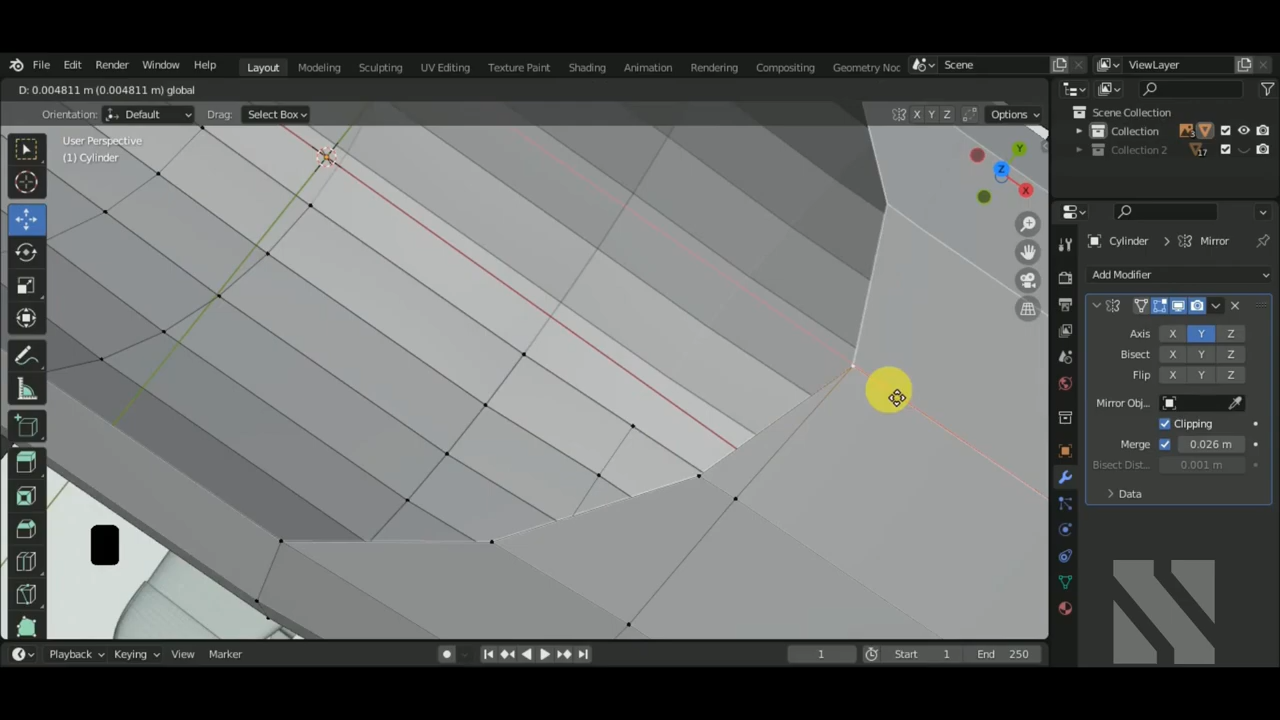 File Edit Render Window Help Layout Modeling Sculpting UV Editing Texture Paint Shading Animation Rendering Compositing Geometry Noc Scene ViewLayer
D: 0.004811 m (0.004811 m) global
Orientation: Default Drag: Select Box X Y Z Options
Scene Collection
Collection 3
Collection 2 17
User Perspective
(1) Cylinder
Y
Z
X
Cylinder > Mirror
Add Modifier
Axis X Y Z
Bisect X Y Z
Flip X Y Z
Mirror Obj...
Clipping
Merge 0.026 m
Bisect Dist... 0.001 m
Data
Playback Keying View Marker 1 Start 1 End 250